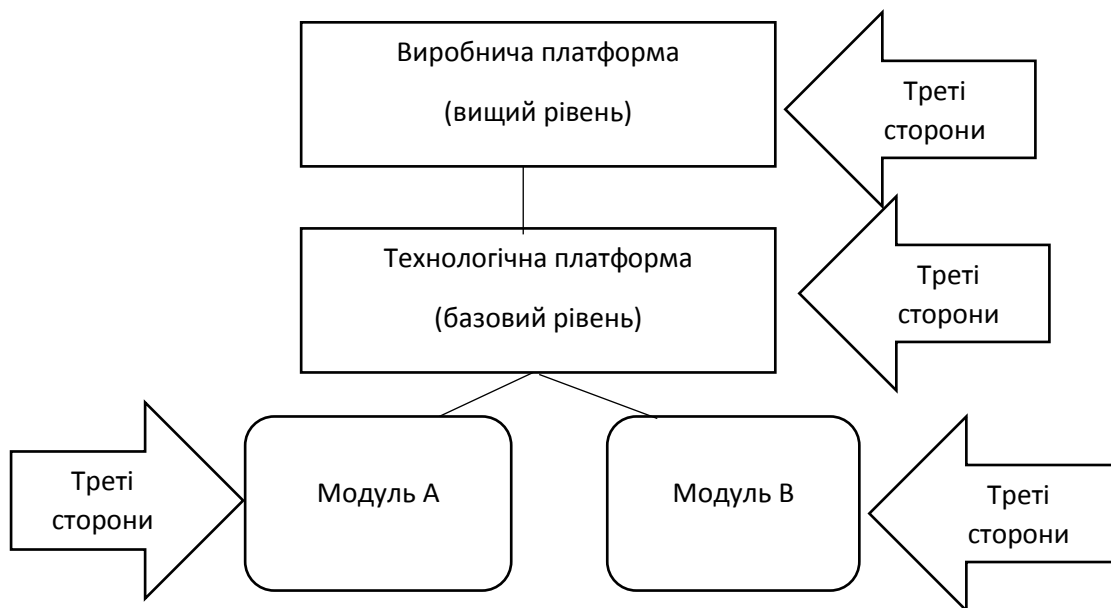 Виробнича платформа
(вищий рівень)
Треті
сторони
Технологічна платформа
(базовий рівень)
Треті
сторони
Треті
сторони
Модуль А
Модуль В
Треті
сторони